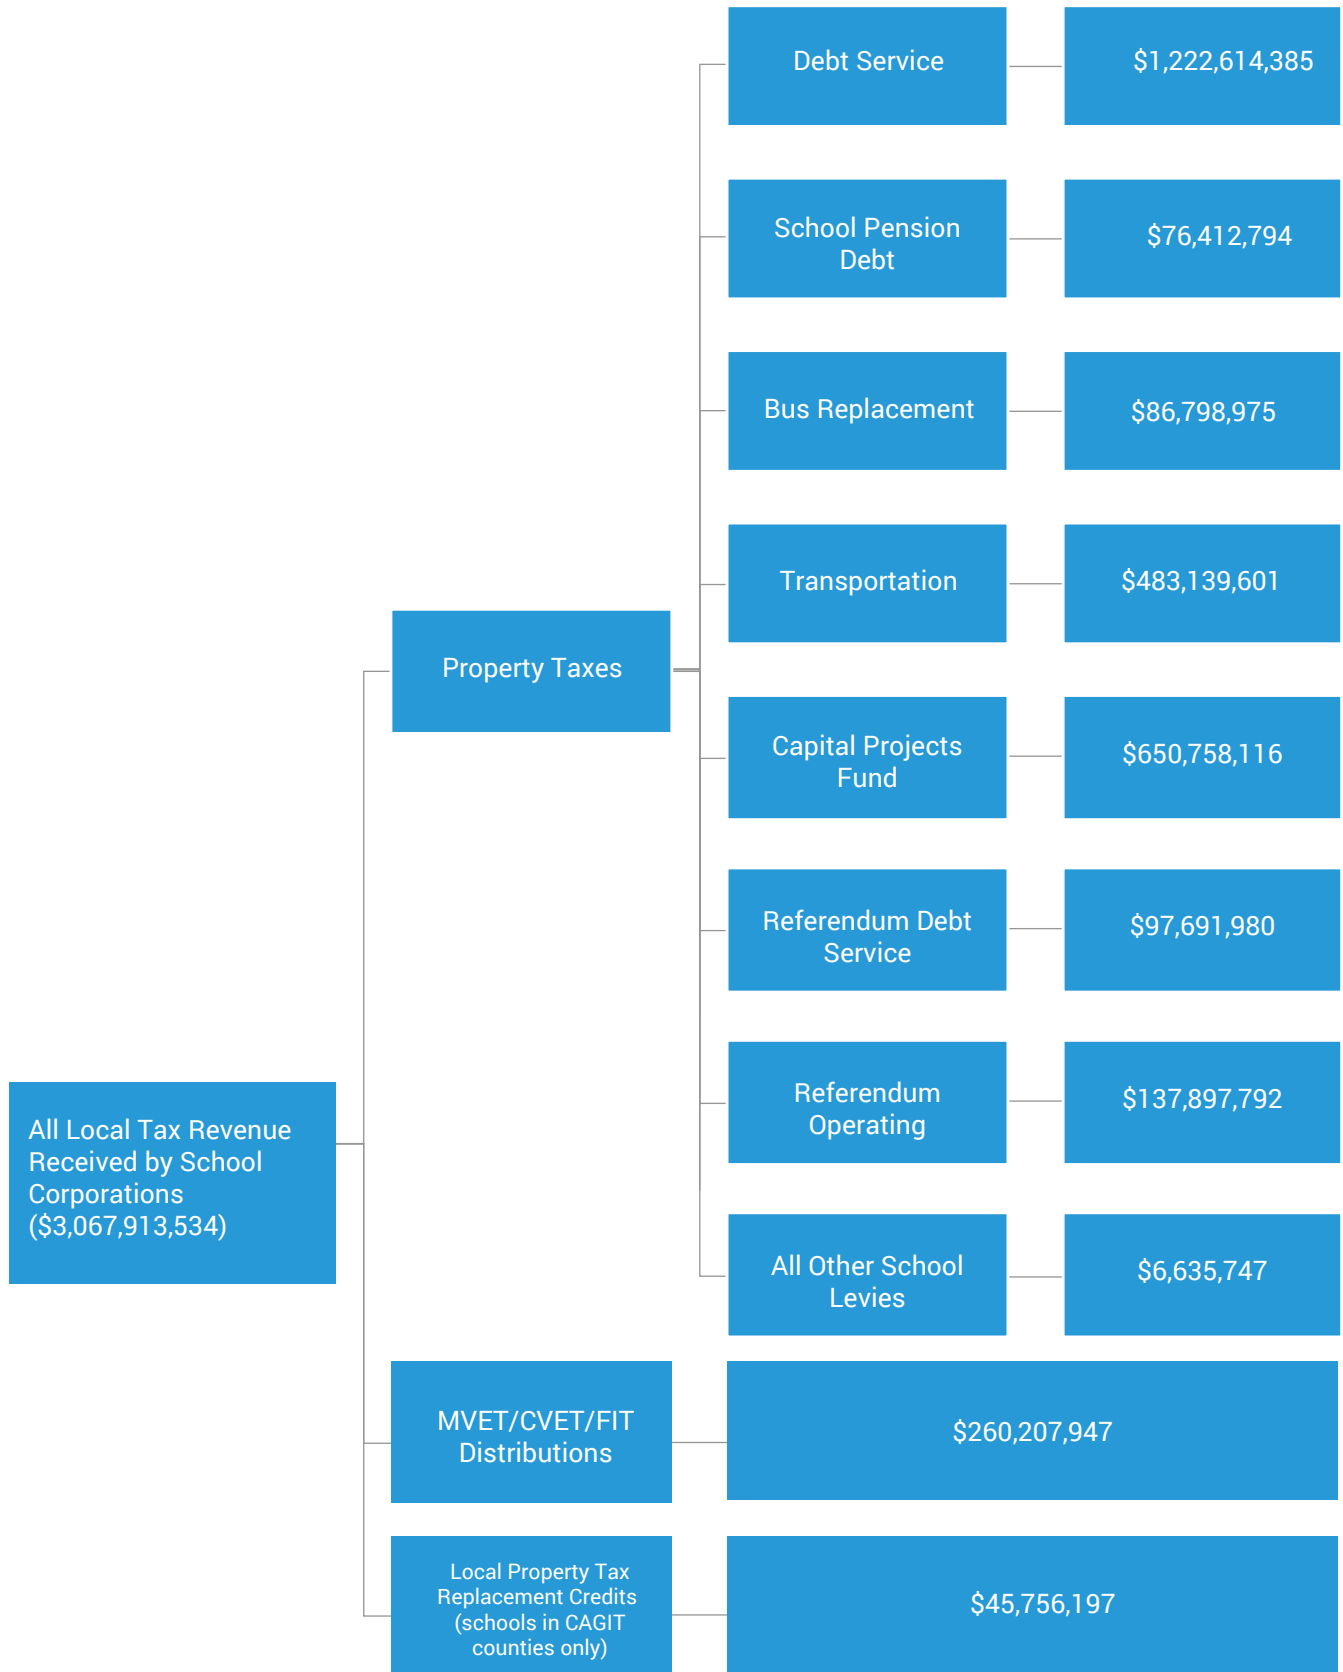 Debt Service
$1,222,614,385
School Pension
Debt
$76,412,794
Bus Replacement
$86,798,975
Transportation
$483,139,601
Property Taxes
Capital Projects
Fund
$650,758,116
Referendum Debt
Service
$97,691,980
Referendum
Operating
$137,897,792
All Local Tax Revenue
Received by School
Corporations
($3,067,913,534)
All Other School
Levies
$6,635,747
MVET/CVET/FIT
Distributions
$260,207,947
Local Property Tax
Replacement Credits
(schools in CAGIT
counties only)
$45,756,197